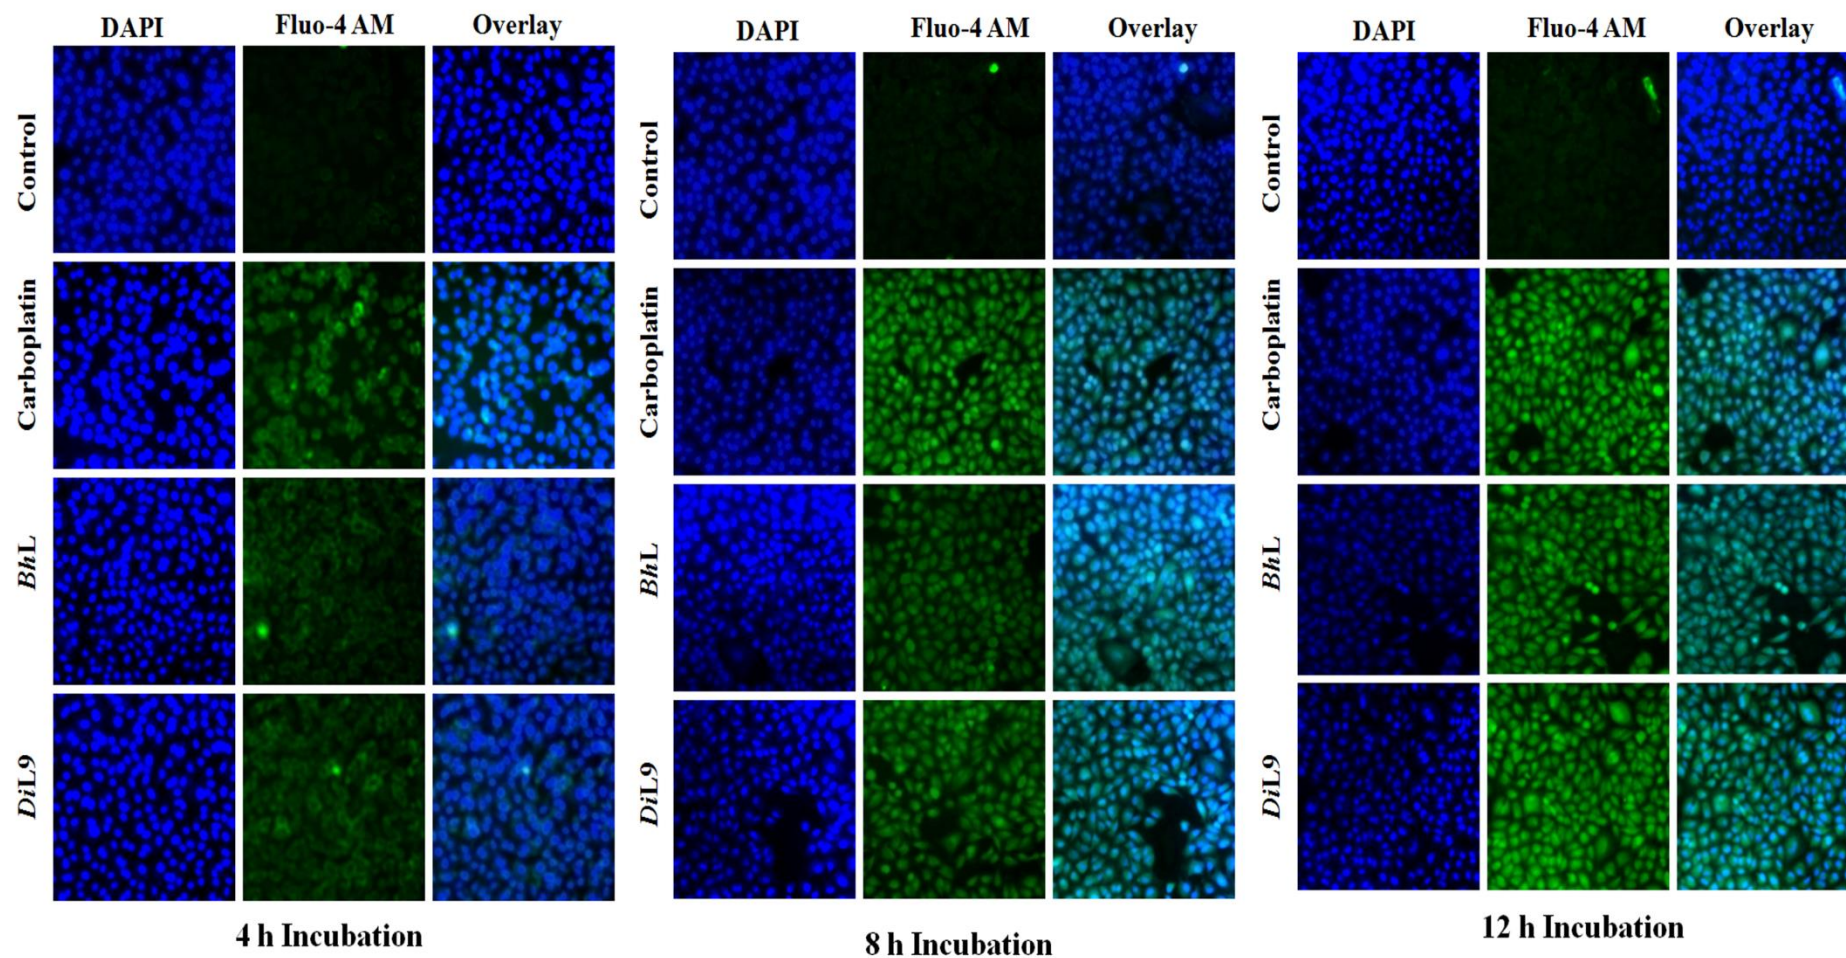 DAPI Fluo-4 AM Overlay
Control
Carboplatin
BhL
DiL9
4 h Incubation
DAPI Fluo-4 AM Overlay
Control
Carboplatin
BhL
DiL9
8 h Incubation
DAPI Fluo-4 AM Overlay
Control
Carboplatin
BhL
DiL9
12 h Incubation